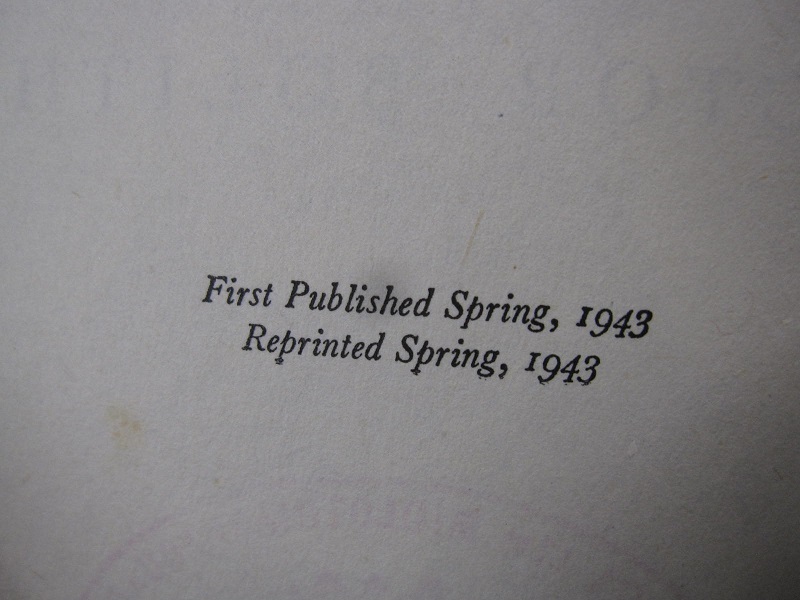 First Published Spring, 1943
Reprinted Spring, 1943